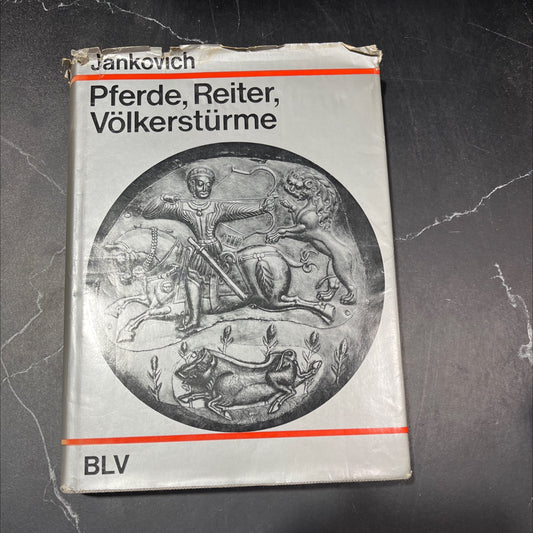 Jankovich
Pferde, Reiter,
Völkerstürme
BLV